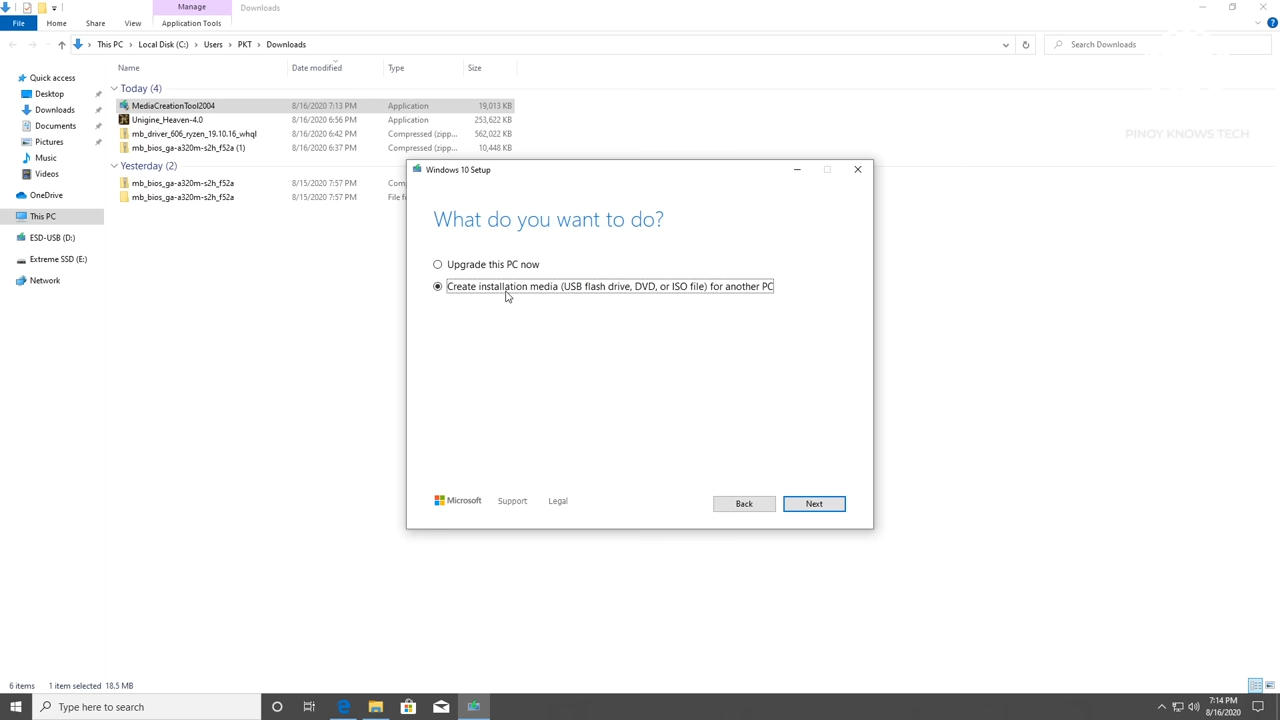 Manage
Downloads
File
Home
Share
View
Application Tools
This PC
Local Disk (C:)
Users
PKT
Downloads
Search Downloads
Name
Date modified
Type
Size
Quick access
Desktop
Downloads
Documents
Pictures
Music
Videos
OneDrive
This PC
ESD-USB (D:)
Extreme SSD (E:)
Network
Today (4)
MediaCreationTool2004 8/16/2020 7:13 PM Application 19,013 KB
Unigine_Heaven-4.0 8/16/2020 6:56 PM Application 253,622 KB
mb_driver_606_ryzen_19.10.16_whql 8/16/2020 6:42 PM Compressed (zipp... 562,022 KB
mb_bios_ga-a320m-s2h_f52a (1) 8/16/2020 6:37 PM Compressed (zipp... 10,448 KB
Yesterday (2)
mb_bios_ga-a320m-s2h_f52a 8/15/2020 7:57 PM Com
mb_bios_ga-a320m-s2h_f52a 8/15/2020 7:57 PM File f
PINOY KNOWS TECH
Windows 10 Setup
What do you want to do?
Upgrade this PC now
Create installation media (USB flash drive, DVD, or ISO file) for another PC
Microsoft
Support
Legal
Back
Next
6 items
1 item selected 18.5 MB
Type here to search
7:14 PM
8/16/2020